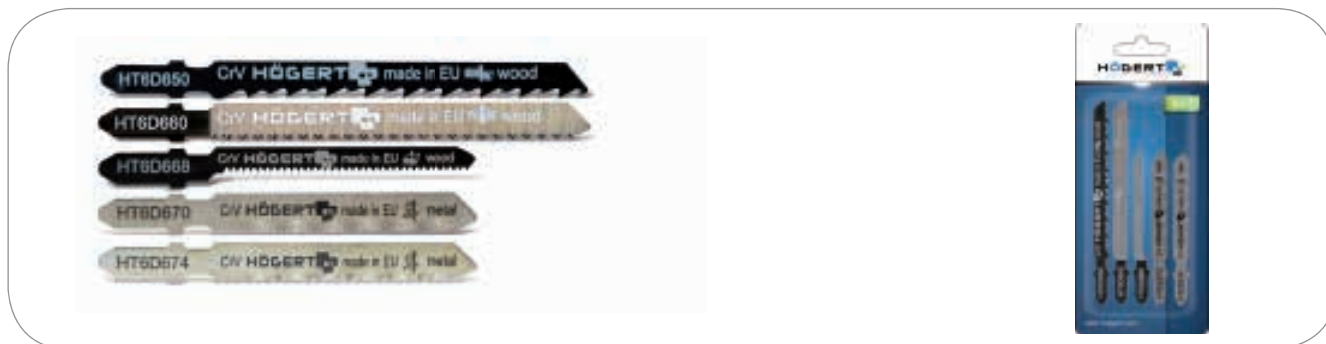 HT6D650 CrV HÖGERT made in EU wood
HT6D660 CrV HÖGERT made in EU wood
HT6D668 CrV HÖGERT made in EU wood
HT6D670 CrV HÖGERT made in EU metal
HT6D674 CrV HÖGERT made in EU metal
HÖGERT